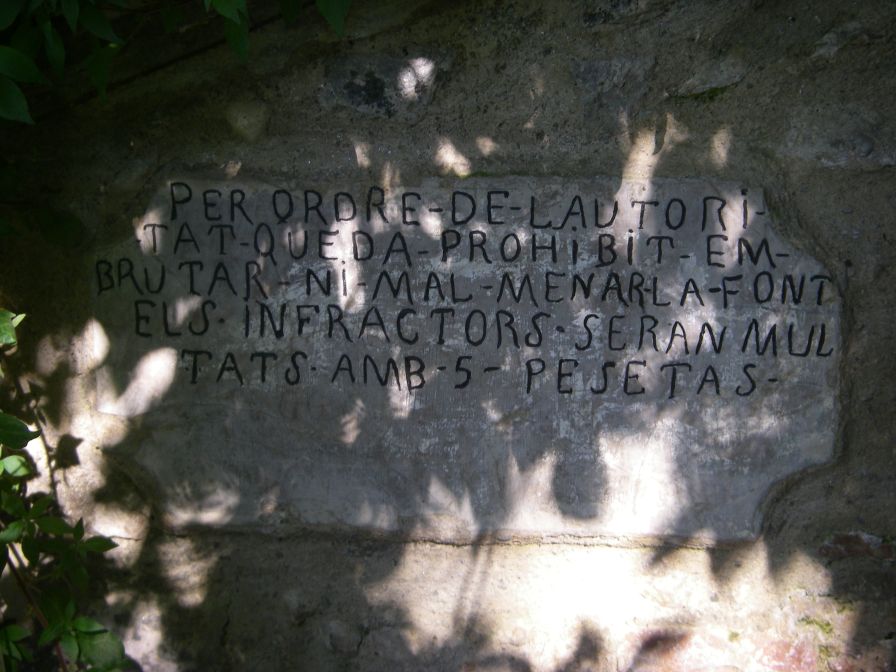 PER ORDRE-DE-LAUTORI-
TAT-QUEDA-PROHIBIT-EM-
BRUTAR-NI-MAL-MENAR-LA-FONT
ELS·INFRACTORS·SERAN MUL
TATS·AMB-5-PESETAS-